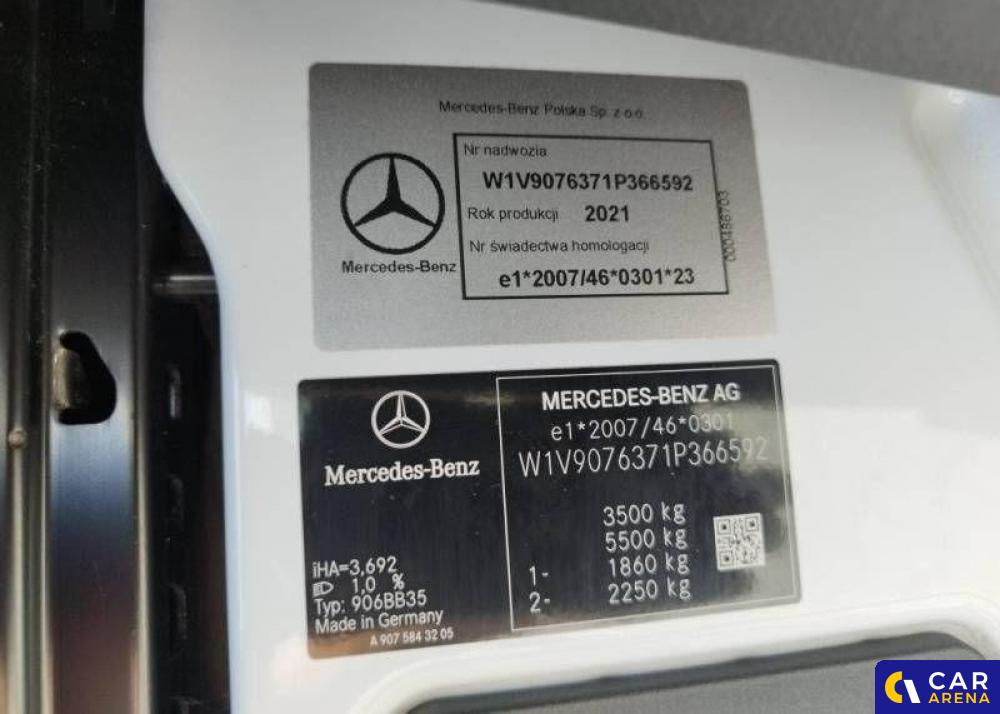 Mercedes-Benz Polska Sp. z o.o.
Nr nadwozia
W1V9076371P366592
Rok produkcji 2021
Nr świadectwa homologacji
e1*2007/46*0301*23
Mercedes-Benz
000488703
MERCEDES-BENZ AG
e1*2007/46*0301
W1V9076371P366592
3500 kg
5500 kg
1- 1860 kg
2- 2250 kg
Mercedes-Benz
iHA=3,692
1,0 %
Typ: 906BB35
Made in Germany
A 907 584 32 05
CAR
ARENA